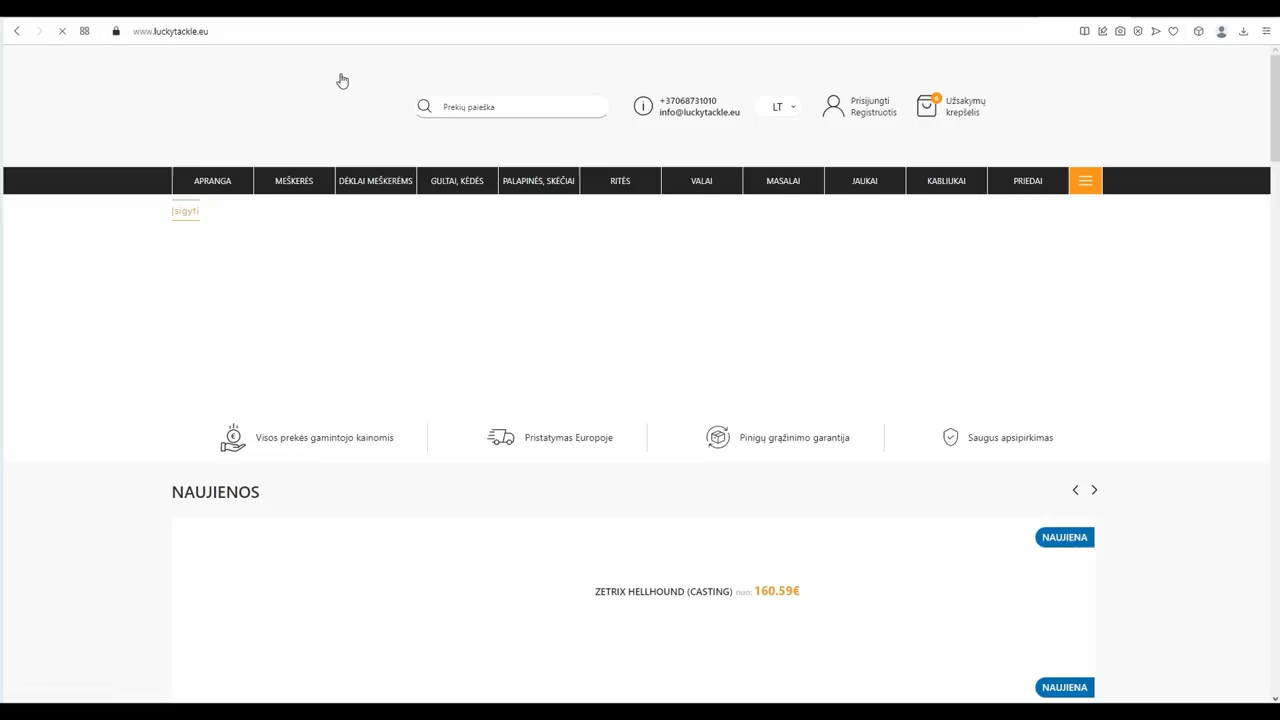 www.luckytackle.eu
Prekių paieška
+37068731010
info@luckytackle.eu
LT
Prisijungti
Registruotis
Užsakymų
krepšelis
APRANGA
MEŠKERĖS
DĖKLAI MEŠKERĖMS
GULTAI, KĖDĖS
PALAPINĖS, SKĖČIAI
RITĖS
VALAI
MASALAI
JAUKAI
KABLIUKAI
PRIEDAI
Įsigyti
Visos prekės gamintojo kainomis
Pristatymas Europoje
Pinigų grąžinimo garantija
Saugus apsipirkimas
NAUJIENOS
NAUJIENA
ZETRIX HELLHOUND (CASTING) nuo: 160.59€
NAUJIENA